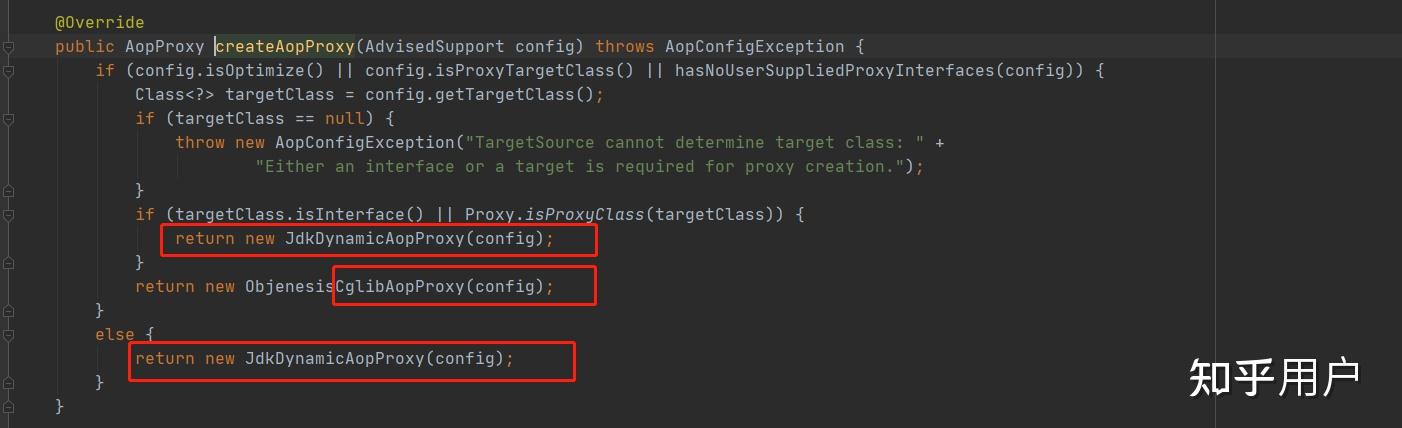 @Override
public AopProxy createAopProxy(AdvisedSupport config) throws AopConfigException {
if (config.isOptimize() || config.isProxyTargetClass() || hasNoUserSuppliedProxyInterfaces(config)) {
Class<?> targetClass = config.getTargetClass();
if (targetClass == null) {
throw new AopConfigException("TargetSource cannot determine target class: " +
"Either an interface or a target is required for proxy creation.");
}
if (targetClass.isInterface() || Proxy.isProxyClass(targetClass)) {
return new JdkDynamicAopProxy(config);
}
return new ObjenesisCglibAopProxy(config);
}
else {
return new JdkDynamicAopProxy(config);
}
}
知乎用户